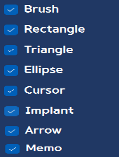 Brush
Rectangle
Triangle
Ellipse
Cursor
Implant
Arrow
Memo